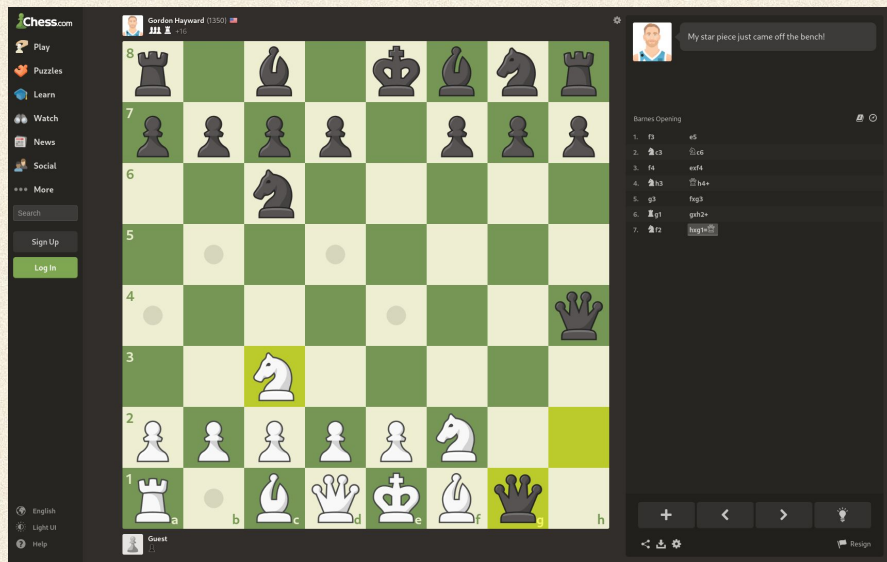 Chess.com
Play
Puzzles
Learn
Watch
News
Social
More
Search
Sign Up
Log In
English
Light UI
Help
Gordon Hayward (1350)
+16
8
7
6
5
4
3
2
1
a b c d e f g h
Guest
My star piece just came off the bench!
Barnes Opening
1. f3 e5
2. ♞c3 ♘c6
3. f4 exf4
4. ♞h3 ♕h4+
5. g3 fxg3
6. ♜g1 gxh2+
7. ♞f2 hxg1=♕
Resign